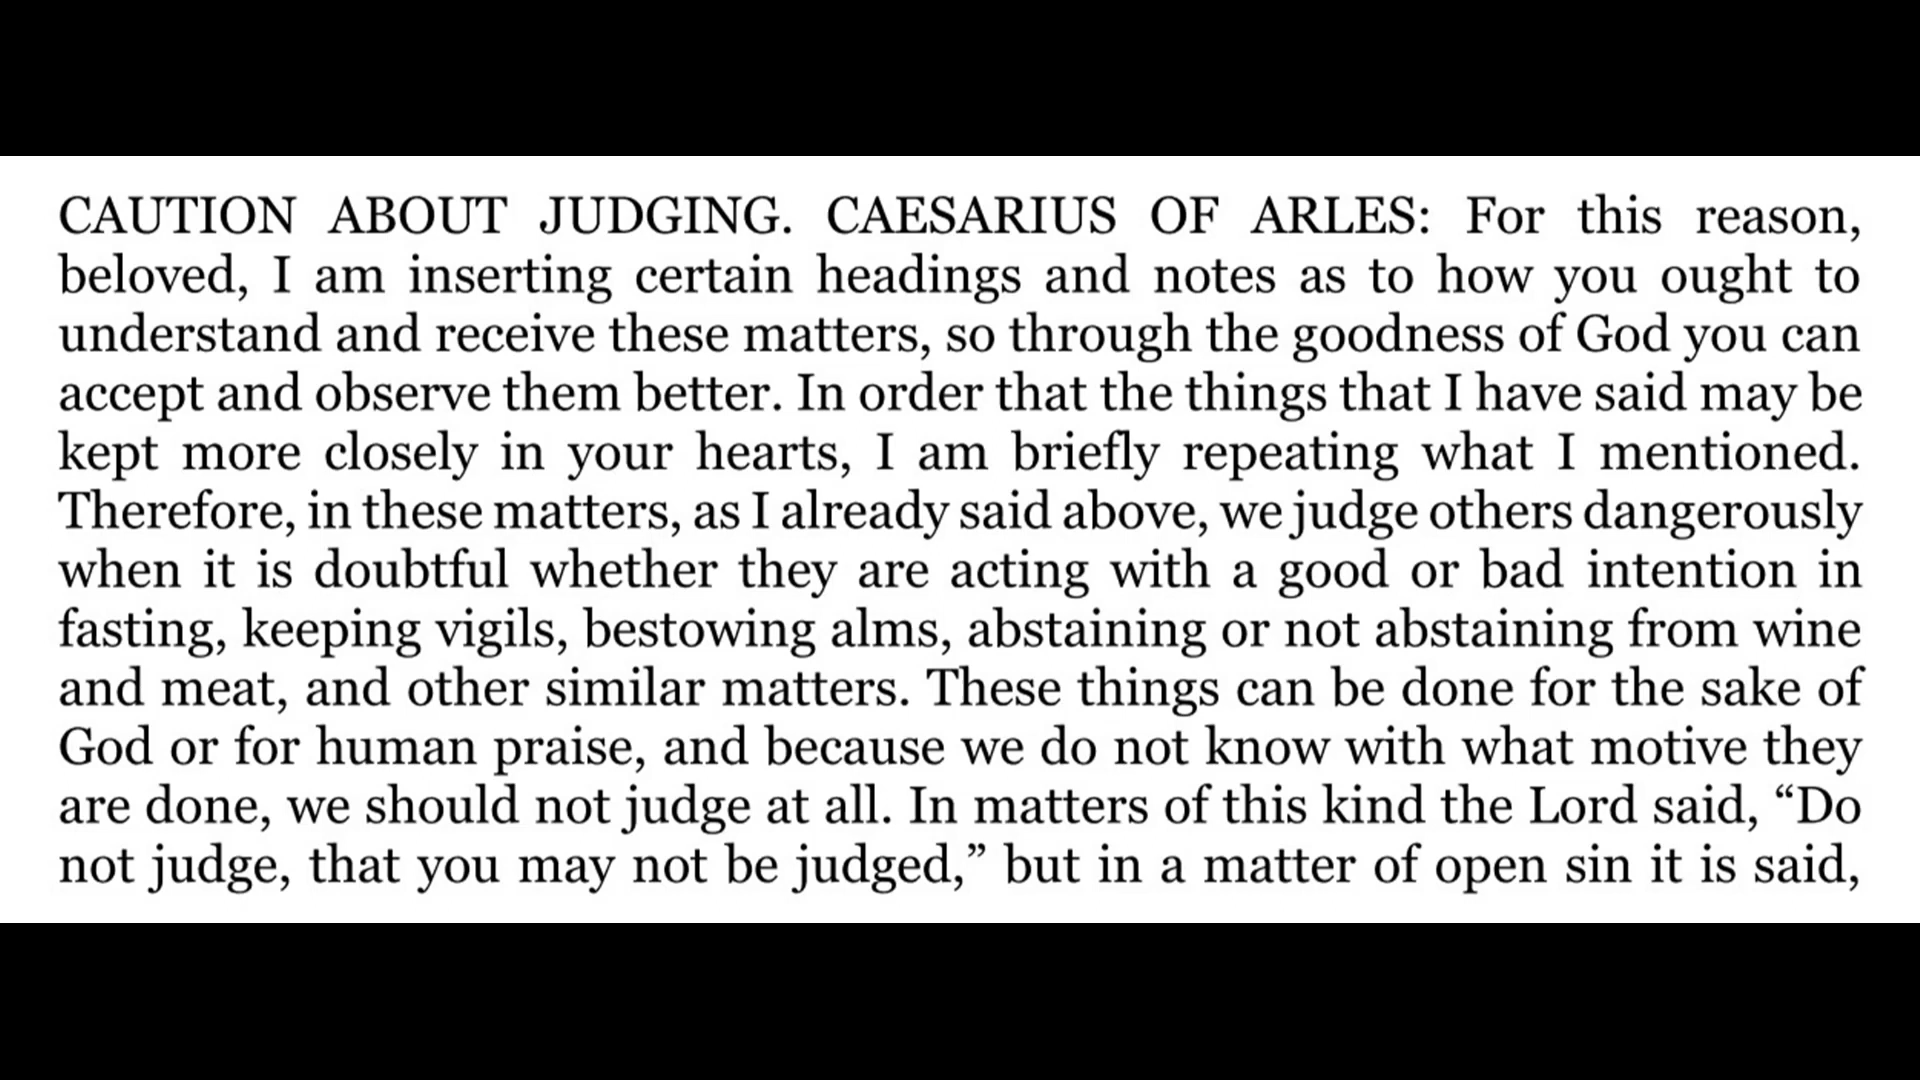 CAUTION ABOUT JUDGING. CAESARIUS OF ARLES: For this reason,
beloved, I am inserting certain headings and notes as to how you ought to
understand and receive these matters, so through the goodness of God you can
accept and observe them better. In order that the things that I have said may be
kept more closely in your hearts, I am briefly repeating what I mentioned.
Therefore, in these matters, as I already said above, we judge others dangerously
when it is doubtful whether they are acting with a good or bad intention in
fasting, keeping vigils, bestowing alms, abstaining or not abstaining from wine
and meat, and other similar matters. These things can be done for the sake of
God or for human praise, and because we do not know with what motive they
are done, we should not judge at all. In matters of this kind the Lord said, “Do
not judge, that you may not be judged,” but in a matter of open sin it is said,